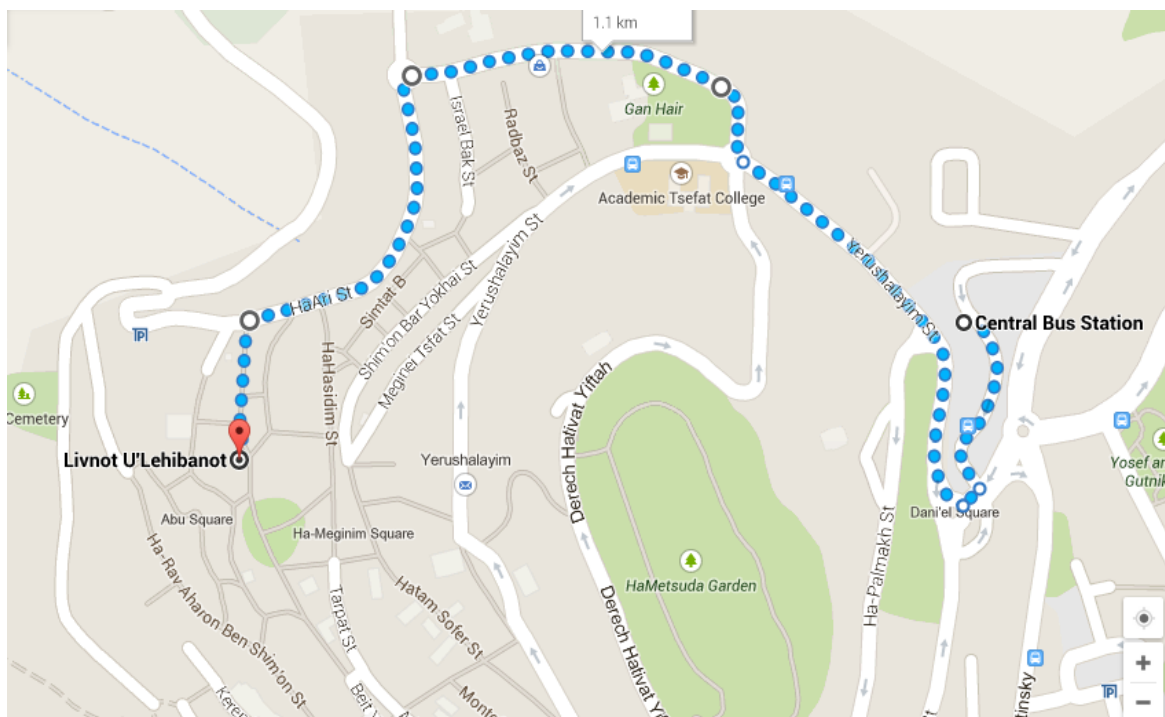 1.1 km
Gan Hair
Israel Bak St
Radbaz St
Academic Tsefat College
Yerushalayim St
Yerushalayim St
HaAri St
Simtat B
Shim'on Bar Yokhai St
Meginei Tsfat St
HaHasidim St
Central Bus Station
P
Cemetery
Livnot U'Lehibanot
Yerushalayim
Derech Hativat Yiftah
Yosef an
Gutnik
Abu Square
Ha-Meginim Square
Dani'el Square
HaMetsuda Garden
Ha-Palmakh St
Ha-Rav Aharon Ben Shim'on St
Tarpat St
Hatam Sofer St
Derech Hativat Yi
Beit
Keren
Monte
tinsky
P
+
−